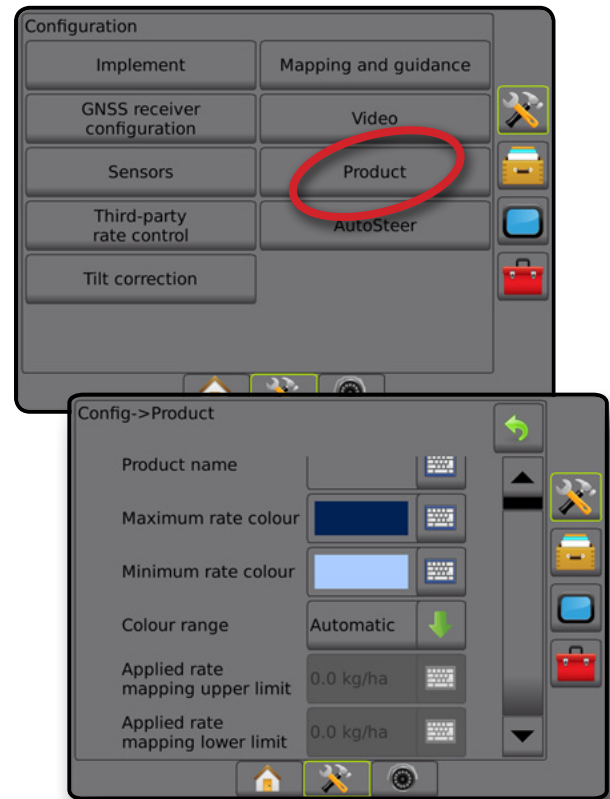 Configuration
Implement
Mapping and guidance
GNSS receiver
configuration
Video
Sensors
Product
Third-party
rate control
AutoSteer
Tilt correction
Config->Product
Product name
Maximum rate colour
Minimum rate colour
Colour range
Automatic
Applied rate
mapping upper limit
0.0 kg/ha
Applied rate
mapping lower limit
0.0 kg/ha